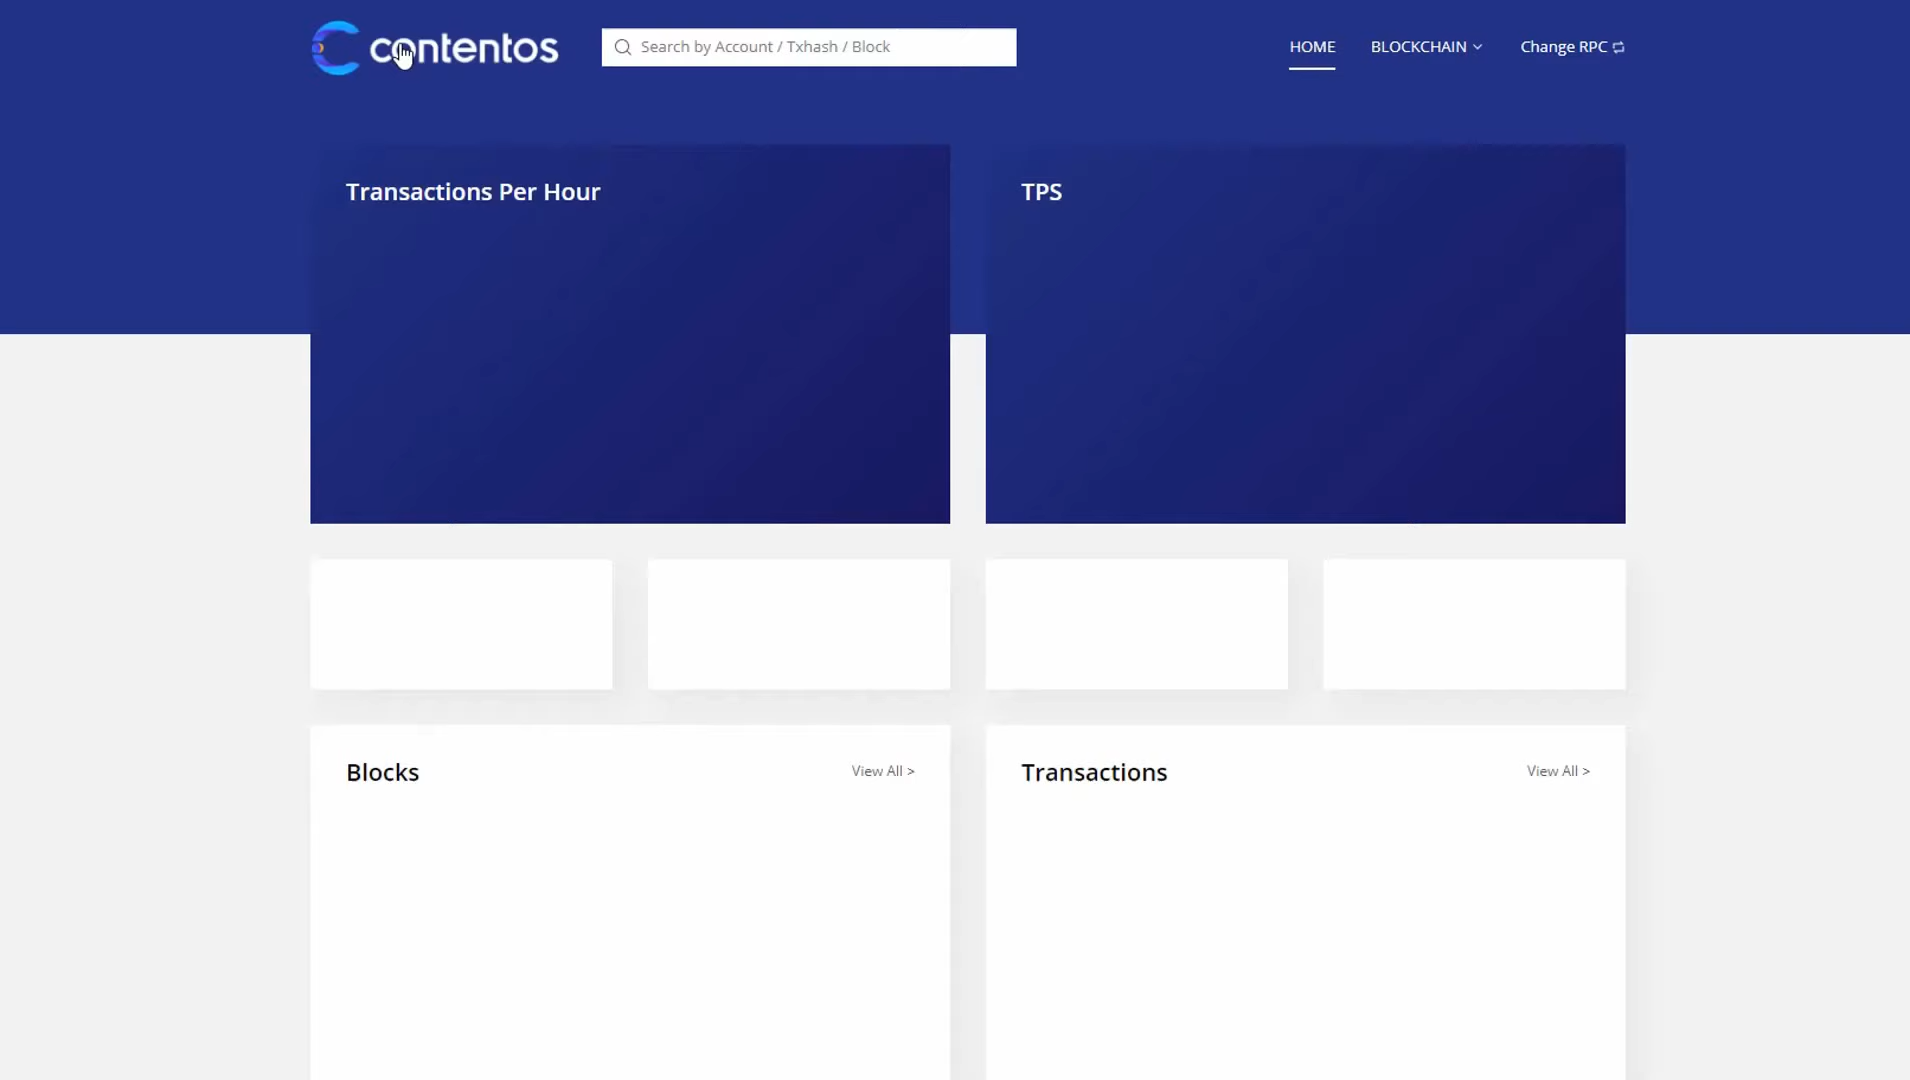 contentos
Search by Account / Txhash / Block
HOME
BLOCKCHAIN
Change RPC
Transactions Per Hour
TPS
Blocks
View All >
Transactions
View All >